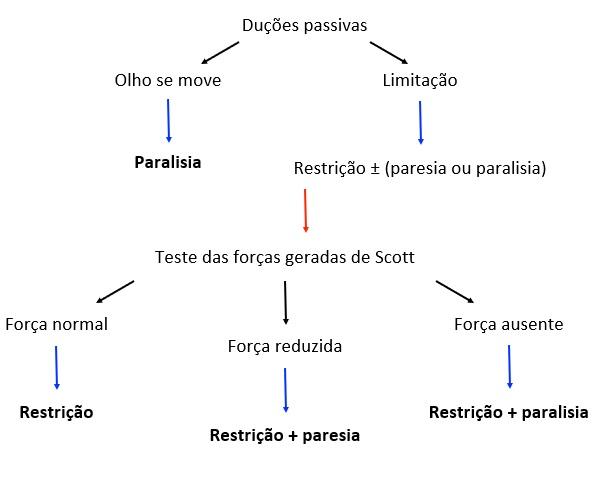 Duções passivas
Olho se move
Limitação
Paralisia
Restrição ± (paresia ou paralisia)
Teste das forças geradas de Scott
Força normal
Força reduzida
Força ausente
Restrição
Restrição + paresia
Restrição + paralisia